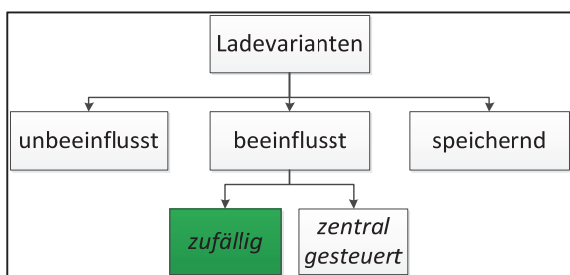 Ladevarianten
unbeeinflusst
beeinflusst
speichernd
zufällig
zentral
gesteuert